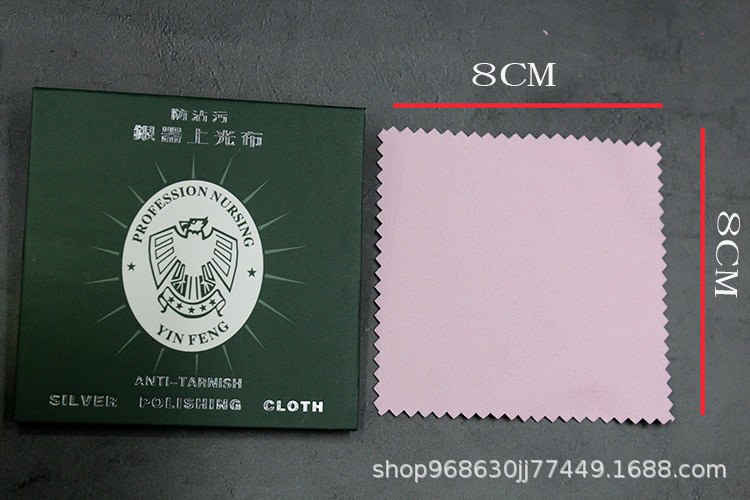 8CM
防沾污
銀器上光布
PROFESSION NURSING
YIN FENG
ANTI-TARNISH
SILVER POLISHING CLOTH
8CM
shop968630jj77449.1688.com